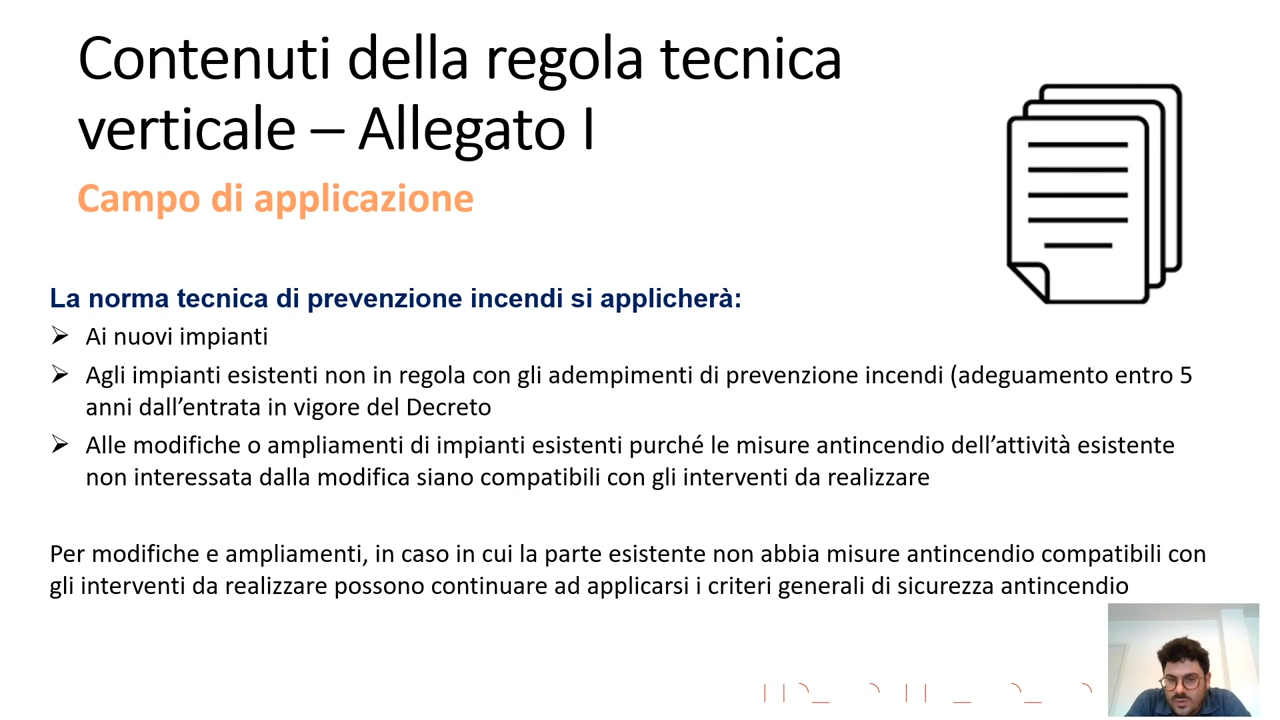 Contenuti della regola tecnica
verticale – Allegato I
Campo di applicazione
La norma tecnica di prevenzione incendi si applicherà:
Ai nuovi impianti
Agli impianti esistenti non in regola con gli adempimenti di prevenzione incendi (adeguamento entro 5
anni dall’entrata in vigore del Decreto
Alle modifiche o ampliamenti di impianti esistenti purché le misure antincendio dell’attività esistente
non interessata dalla modifica siano compatibili con gli interventi da realizzare
Per modifiche e ampliamenti, in caso in cui la parte esistente non abbia misure antincendio compatibili con
gli interventi da realizzare possono continuare ad applicarsi i criteri generali di sicurezza antincendio